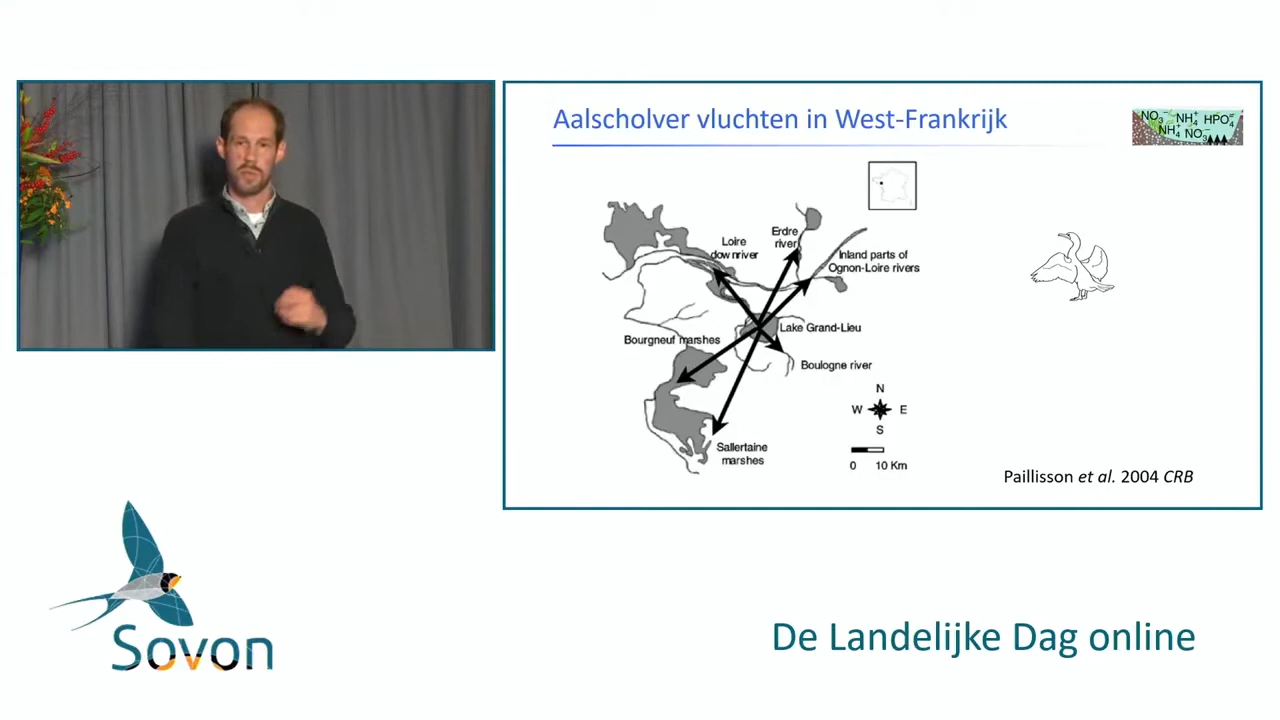 Aalscholver vluchten in West-Frankrijk
NO₃⁻ NH₄⁺ HPO₄⁼
NH₄⁺ NO₃⁻
Erdre
river
Loire
downriver
Inland parts of
Ognon-Loire rivers
Lake Grand-Lieu
Bourgneuf marshes
Boulogne river
N
W E
S
Sallertaine
marshes
0 10 Km
Paillisson et al. 2004 CRB
Sovon
De Landelijke Dag online